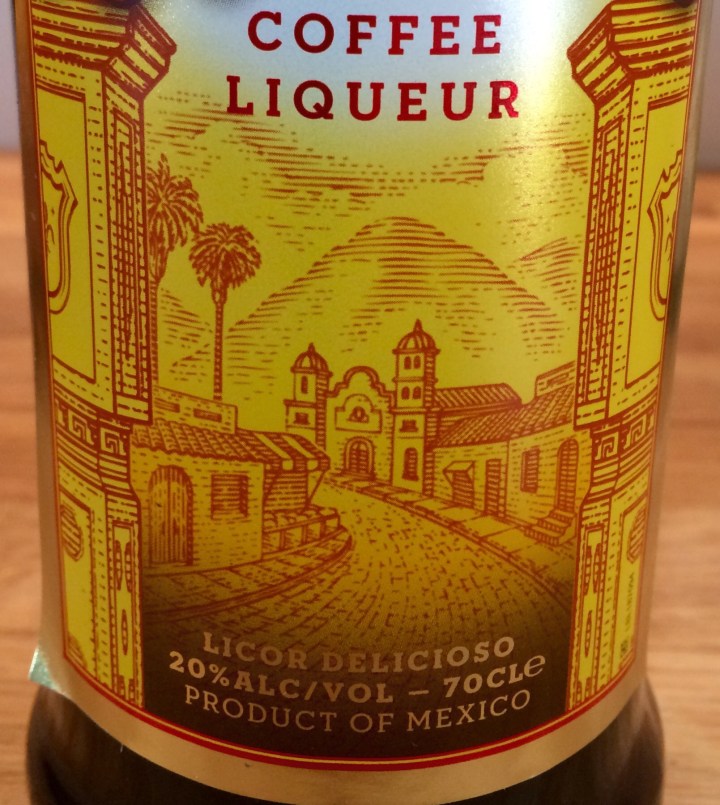 COFFEE
LIQUEUR
LICOR DELICIOSO
20%ALC/VOL – 70CLe
PRODUCT OF MEXICO